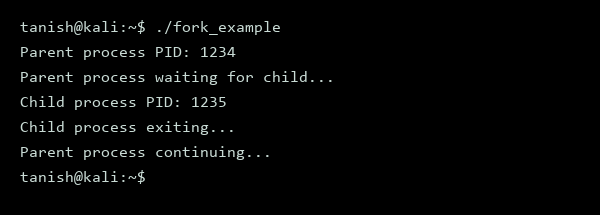 tanish@kali:~$ ./fork_example
Parent process PID: 1234
Parent process waiting for child...
Child process PID: 1235
Child process exiting...
Parent process continuing...
tanish@kali:~$